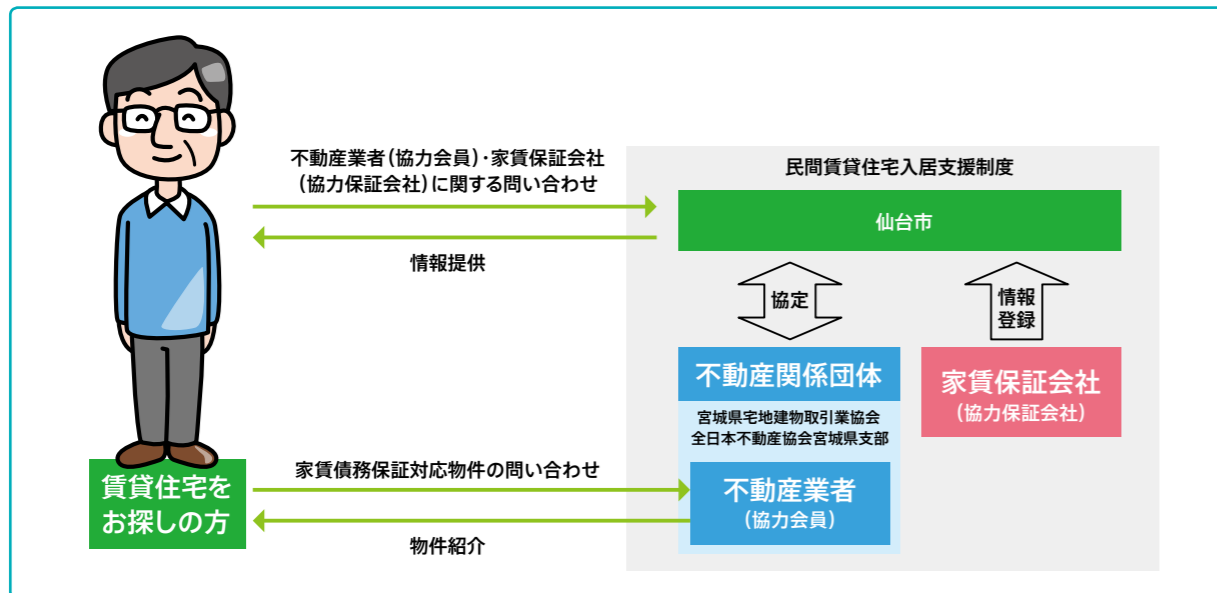 不動産業者(協力会員)・家賃保証会社
(協力保証会社)に関する問い合わせ
情報提供
民間賃貸住宅入居支援制度
仙台市
協定
情報
登録
不動産関係団体
宮城県宅地建物取引業協会
全日本不動産協会宮城県支部
家賃保証会社
(協力保証会社)
賃貸住宅を
お探しの方
家賃債務保証対応物件の問い合わせ
物件紹介
不動産業者
(協力会員)